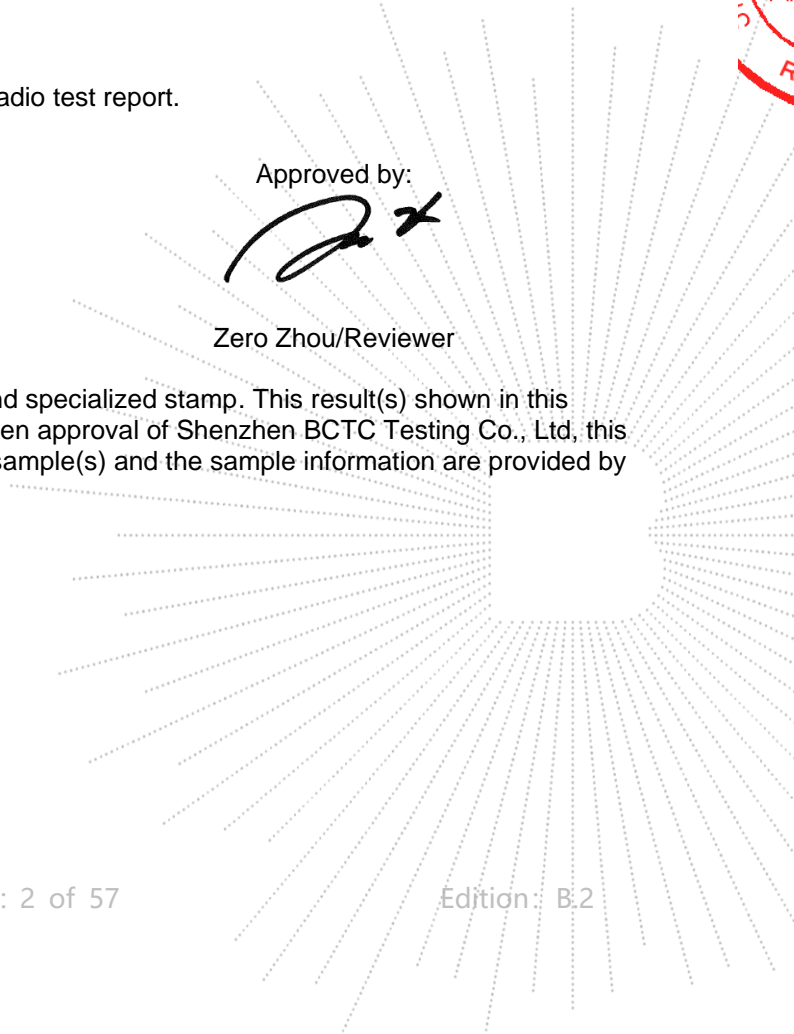 adio test report.
Approved by:
Zero Zhou/Reviewer
nd specialized stamp. This result(s) shown in this
en approval of Shenzhen BCTC Testing Co., Ltd, this
sample(s) and the sample information are provided by
: 2 of 57 Edition: B.2